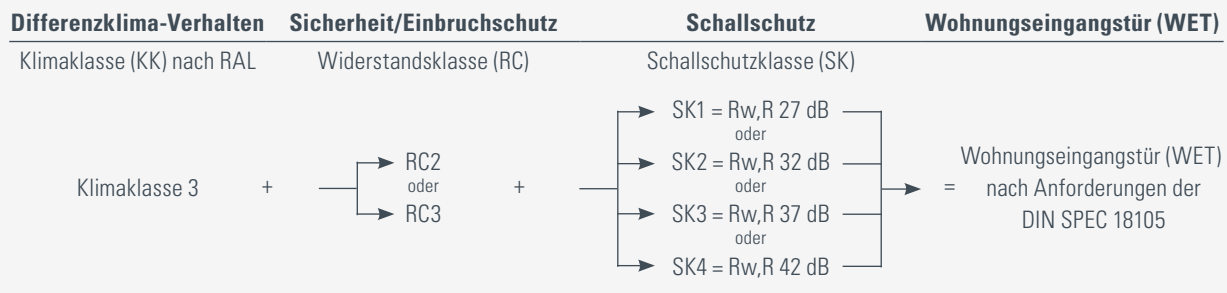 Differenzklima-Verhalten Sicherheit/Einbruchschutz Schallschutz Wohnungseingangstür (WET)
Klimaklasse (KK) nach RAL Widerstandsklasse (RC) Schallschutzklasse (SK)
Klimaklasse 3
+
RC2
oder
RC3
+
SK1 = Rw,R 27 dB
oder
SK2 = Rw,R 32 dB
oder
SK3 = Rw,R 37 dB
oder
SK4 = Rw,R 42 dB
=
Wohnungseingangstür (WET)
nach Anforderungen der
DIN SPEC 18105